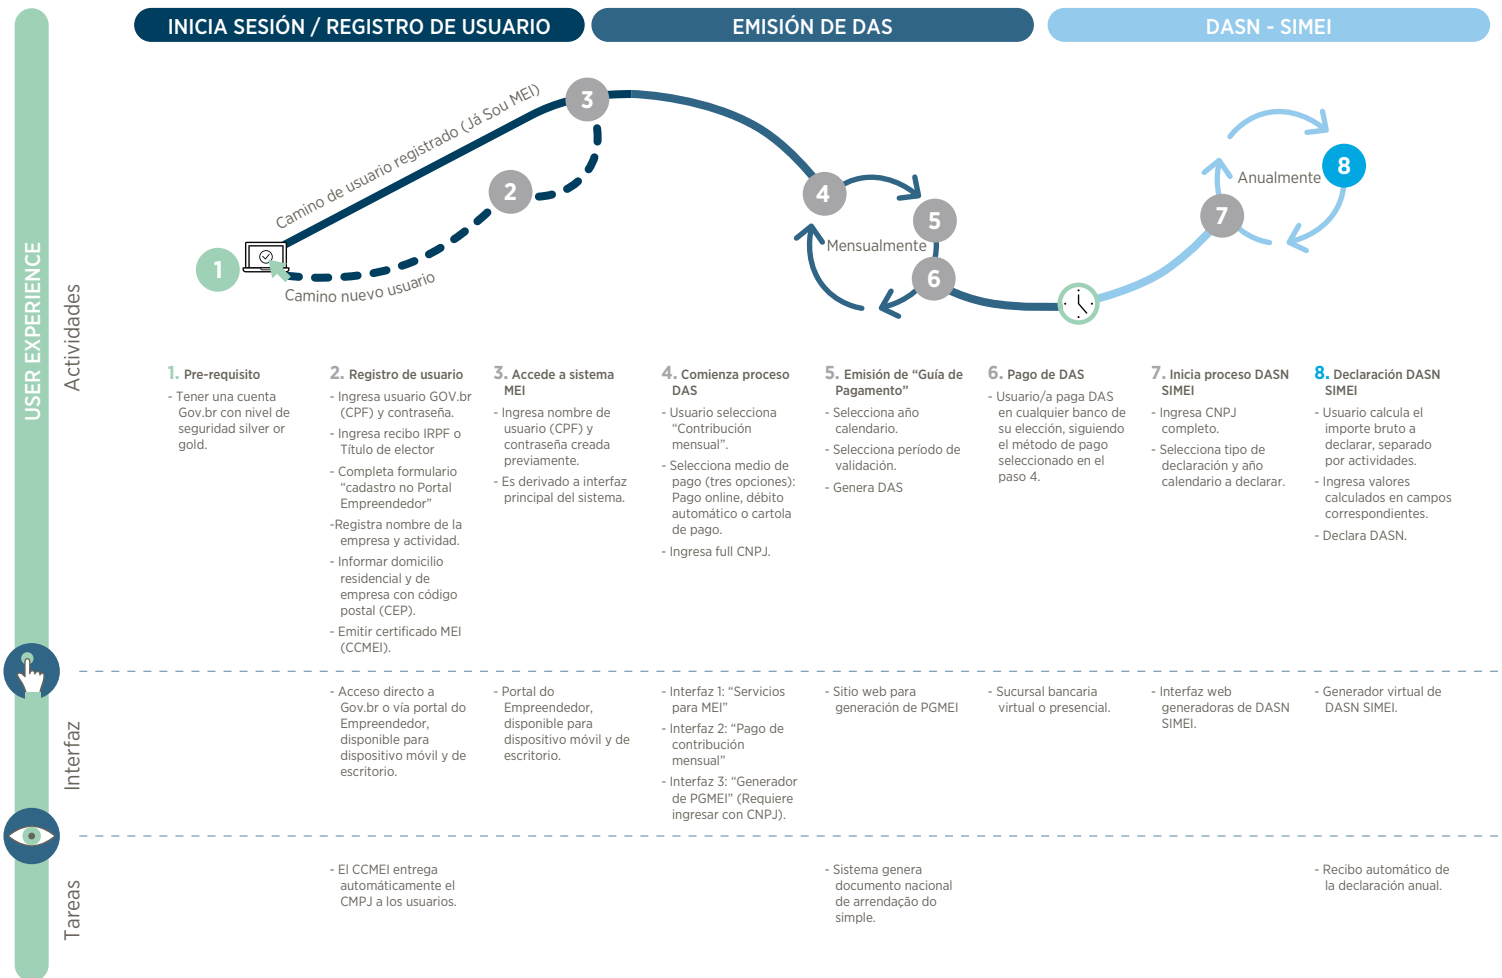 INICIA SESIÓN / REGISTRO DE USUARIO
EMISIÓN DE DAS
DASN - SIMEI
USER EXPERIENCE
Actividades
Camino de usuario registrado (Já Sou MEI)
Camino nuevo usuario
1
2
3
4
5
6
Mensualmente
7
8
Anualmente
1. Pre-requisito
- Tener una cuenta
Gov.br con nivel de
seguridad silver or
gold.
2. Registro de usuario
- Ingresa usuario GOV.br
(CPF) y contraseña.
- Ingresa recibo IRPF o
Título de elector
- Completa formulario
“cadastro no Portal
Empreendedor”
-Registra nombre de la
empresa y actividad.
- Informar domicilio
residencial y de
empresa con código
postal (CEP).
- Emitir certificado MEI
(CCMEI).
3. Accede a sistema
MEI
- Ingresa nombre de
usuario (CPF) y
contraseña creada
previamente.
- Es derivado a interfaz
principal del sistema.
4. Comienza proceso
DAS
- Usuario selecciona
“Contribución
mensual”.
- Selecciona medio de
pago (tres opciones):
Pago online, débito
automático o cartola
de pago.
- Ingresa full CNPJ.
5. Emisión de “Guía de
Pagamento”
- Selecciona año
calendario.
- Selecciona período de
validación.
- Genera DAS
6. Pago de DAS
- Usuario/a paga DAS
en cualquier banco de
su elección, siguiendo
el método de pago
seleccionado en el
paso 4.
7. Inicia proceso DASN
SIMEI
- Ingresa CNPJ
completo.
- Selecciona tipo de
declaración y año
calendario a declarar.
8. Declaración DASN
SIMEI
- Usuario calcula el
importe bruto a
declarar, separado
por actividades.
- Ingresa valores
calculados en campos
correspondientes.
- Declara DASN.
Interfaz
- Acceso directo a
Gov.br o vía portal do
Empreendedor,
disponible para
dispositivo móvil y de
escritorio.
- Portal do
Empreendedor,
disponible para
dispositivo móvil y de
escritorio.
- Interfaz 1: “Servicios
para MEI”
- Interfaz 2: “Pago de
contribución
mensual”
- Interfaz 3: “Generador
de PGMEI” (Requiere
ingresar con CNPJ).
- Sitio web para
generación de PGMEI
- Sucursal bancaria
virtual o presencial.
- Interfaz web
generadoras de DASN
SIMEI.
- Generador virtual de
DASN SIMEI.
Tareas
- El CCMEI entrega
automáticamente el
CMPJ a los usuarios.
- Sistema genera
documento nacional
de arrendação do
simple.
- Recibo automático de
la declaración anual.